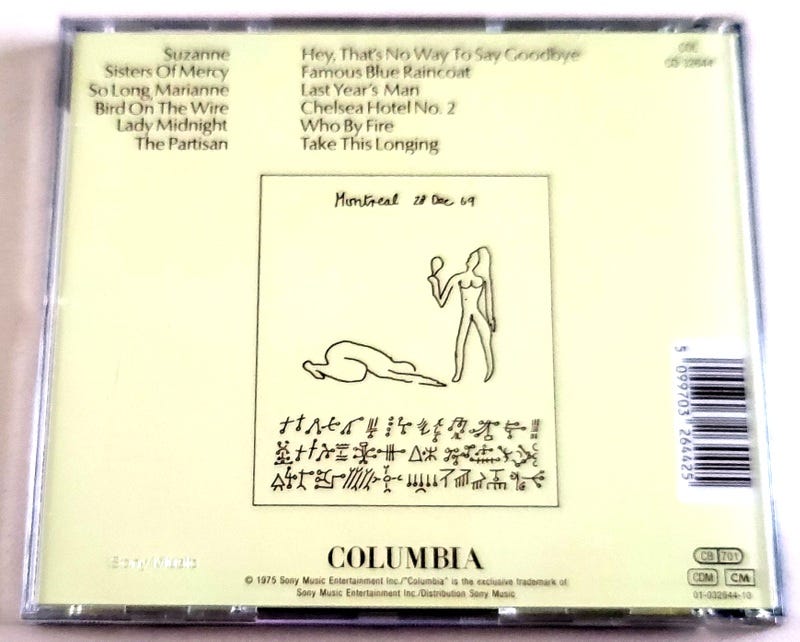 Suzanne
Sisters Of Mercy
So Long, Marianne
Bird On The Wire
Lady Midnight
The Partisan
Hey, That's No Way To Say Goodbye
Famous Blue Raincoat
Last Year's Man
Chelsea Hotel No. 2
Who By Fire
Take This Longing
CD 32644
Montreal 28 Dec 69
5 099703 264425
Sony Music
COLUMBIA
© 1975 Sony Music Entertainment Inc./"Columbia" is the exclusive trademark of
Sony Music Entertainment Inc./Distribution Sony Music
CB 701
CDM CM
01-032644-10